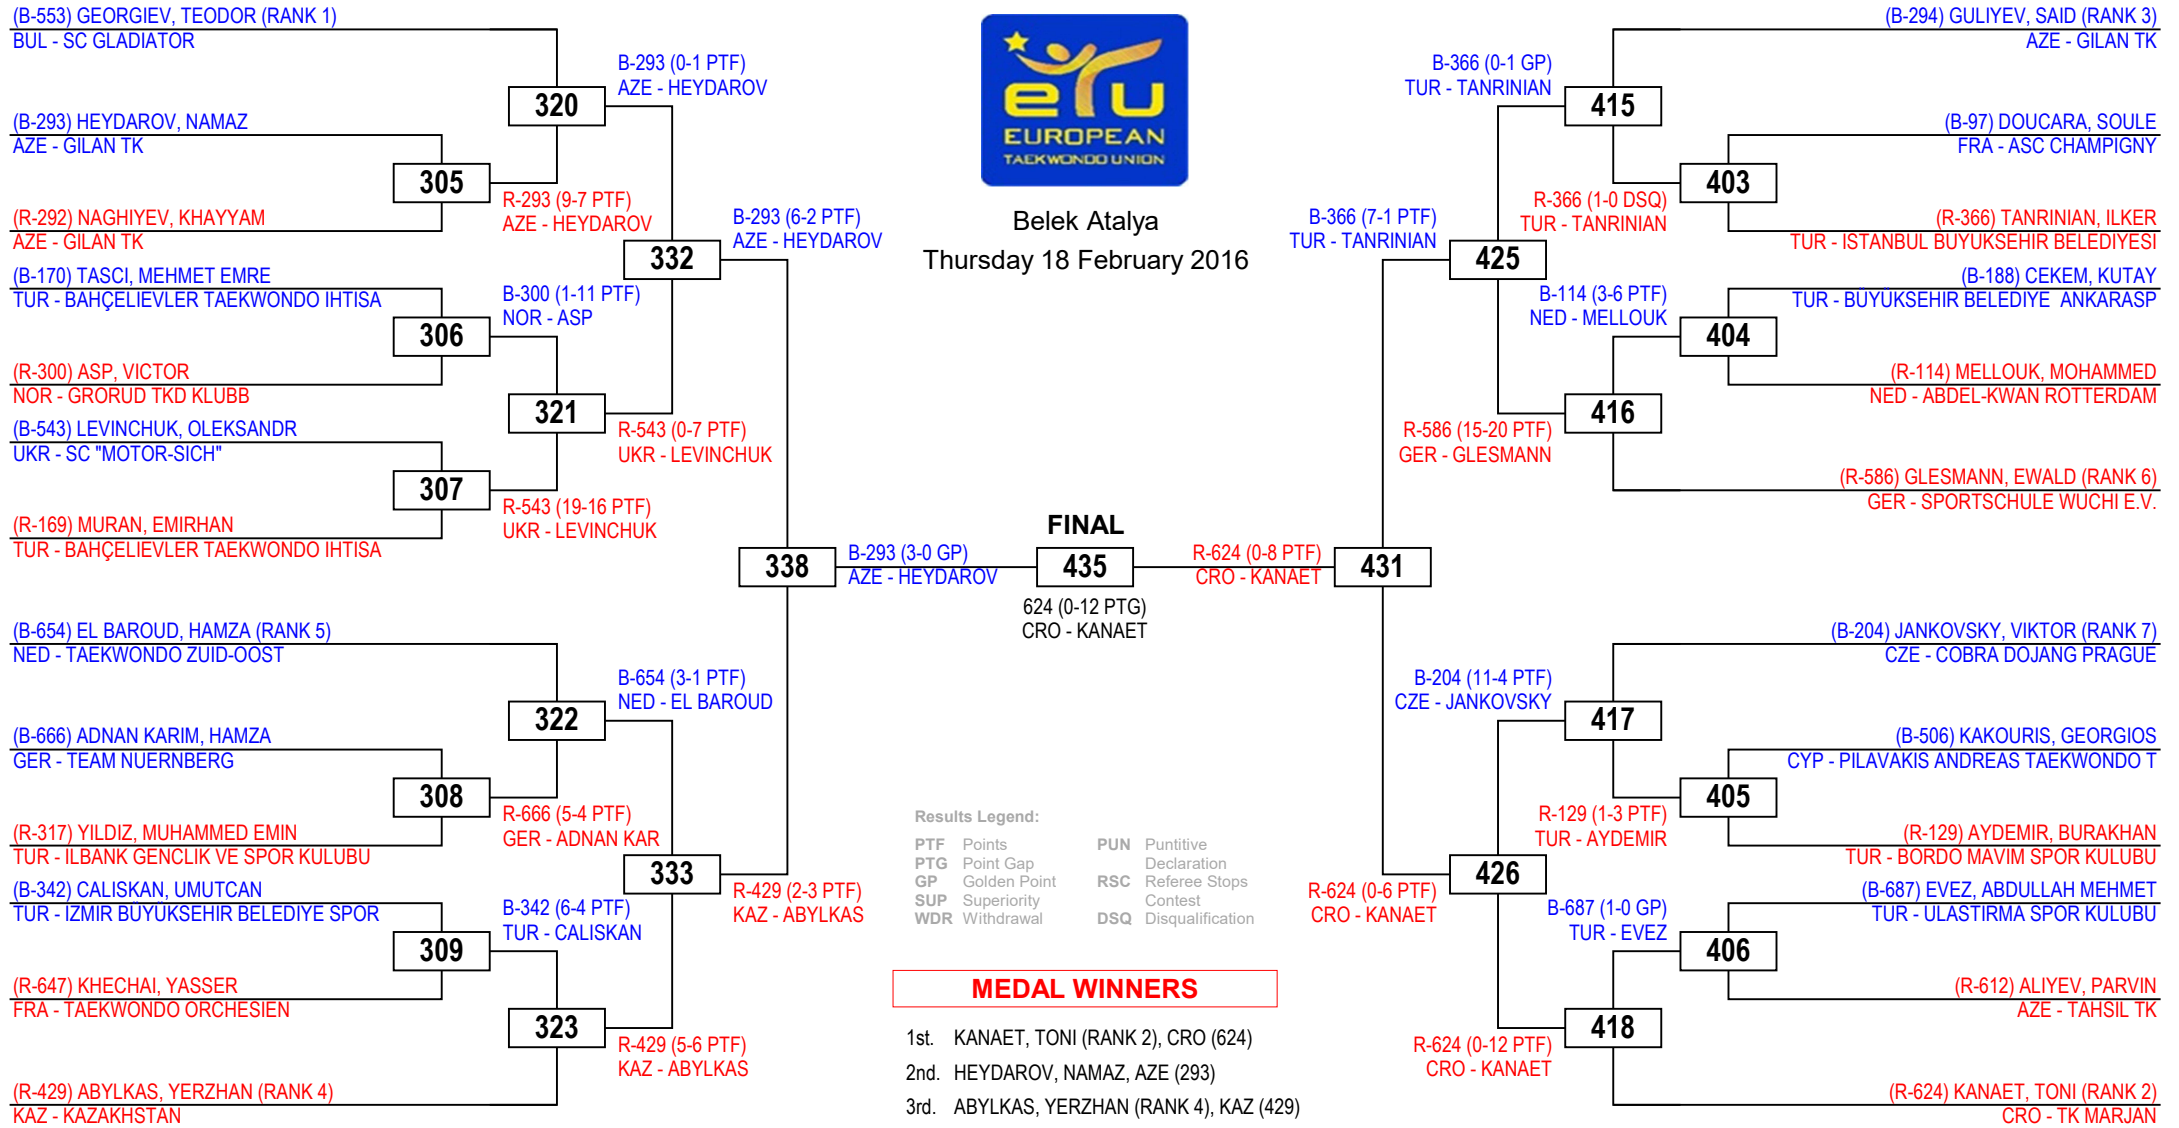 (B-553) GEORGIEV, TEODOR (RANK 1)
BUL - SC GLADIATOR
B-293 (0-1 PTF)
AZE - HEYDAROV
320
(B-293) HEYDAROV, NAMAZ
AZE - GILAN TK
305
R-293 (9-7 PTF)
AZE - HEYDAROV
(R-292) NAGHIYEV, KHAYYAM
AZE - GILAN TK
B-293 (6-2 PTF)
AZE - HEYDAROV
332
(B-170) TASCI, MEHMET EMRE
TUR - BAHÇELIEVLER TAEKWONDO IHTISA
B-300 (1-11 PTF)
NOR - ASP
306
(R-300) ASP, VICTOR
NOR - GRORUD TKD KLUBB
321
R-543 (0-7 PTF)
UKR - LEVINCHUK
(B-543) LEVINCHUK, OLEKSANDR
UKR - SC "MOTOR-SICH"
307
R-543 (19-16 PTF)
UKR - LEVINCHUK
(R-169) MURAN, EMIRHAN
TUR - BAHÇELIEVLER TAEKWONDO IHTISA
338
B-293 (3-0 GP)
AZE - HEYDAROV
(B-654) EL BAROUD, HAMZA (RANK 5)
NED - TAEKWONDO ZUID-OOST
B-654 (3-1 PTF)
NED - EL BAROUD
322
(B-666) ADNAN KARIM, HAMZA
GER - TEAM NUERNBERG
308
R-666 (5-4 PTF)
GER - ADNAN KAR
(R-317) YILDIZ, MUHAMMED EMIN
TUR - ILBANK GENCLIK VE SPOR KULUBU
333
R-429 (2-3 PTF)
KAZ - ABYLKAS
(B-342) CALISKAN, UMUTCAN
TUR - IZMIR BÜYÜKSEHIR BELEDIYE SPOR
B-342 (6-4 PTF)
TUR - CALISKAN
309
(R-647) KHECHAI, YASSER
FRA - TAEKWONDO ORCHESIEN
323
R-429 (5-6 PTF)
KAZ - ABYLKAS
(R-429) ABYLKAS, YERZHAN (RANK 4)
KAZ - KAZAKHSTAN
eTu
EUROPEAN
TAEKWONDO UNION
Belek Atalya
Thursday 18 February 2016
FINAL
435
624 (0-12 PTG)
CRO - KANAET
Results Legend:
PTF Points
PTG Point Gap
GP Golden Point
SUP Superiority
WDR Withdrawal
PUN Puntitive
Declaration
RSC Referee Stops
Contest
DSQ Disqualification
MEDAL WINNERS
1st. KANAET, TONI (RANK 2), CRO (624)
2nd. HEYDAROV, NAMAZ, AZE (293)
3rd. ABYLKAS, YERZHAN (RANK 4), KAZ (429)
(B-294) GULIYEV, SAID (RANK 3)
AZE - GILAN TK
B-366 (0-1 GP)
TUR - TANRINIAN
415
(B-97) DOUCARA, SOULE
FRA - ASC CHAMPIGNY
403
R-366 (1-0 DSQ)
TUR - TANRINIAN
(R-366) TANRINIAN, ILKER
TUR - ISTANBUL BUYUKSEHIR BELEDIYESI
B-366 (7-1 PTF)
TUR - TANRINIAN
425
(B-188) CEKEM, KUTAY
TUR - BÜYÜKSEHIR BELEDIYE ANKARASP
B-114 (3-6 PTF)
NED - MELLOUK
404
(R-114) MELLOUK, MOHAMMED
NED - ABDEL-KWAN ROTTERDAM
416
R-586 (15-20 PTF)
GER - GLESMANN
(R-586) GLESMANN, EWALD (RANK 6)
GER - SPORTSCHULE WUCHI E.V.
R-624 (0-8 PTF)
CRO - KANAET
431
(B-204) JANKOVSKY, VIKTOR (RANK 7)
CZE - COBRA DOJANG PRAGUE
B-204 (11-4 PTF)
CZE - JANKOVSKY
417
(B-506) KAKOURIS, GEORGIOS
CYP - PILAVAKIS ANDREAS TAEKWONDO T
405
R-129 (1-3 PTF)
TUR - AYDEMIR
(R-129) AYDEMIR, BURAKHAN
TUR - BORDO MAVIM SPOR KULUBU
R-624 (0-6 PTF)
CRO - KANAET
426
(B-687) EVEZ, ABDULLAH MEHMET
TUR - ULASTIRMA SPOR KULUBU
B-687 (1-0 GP)
TUR - EVEZ
406
(R-612) ALIYEV, PARVIN
AZE - TAHSIL TK
418
R-624 (0-12 PTF)
CRO - KANAET
(R-624) KANAET, TONI (RANK 2)
CRO - TK MARJAN